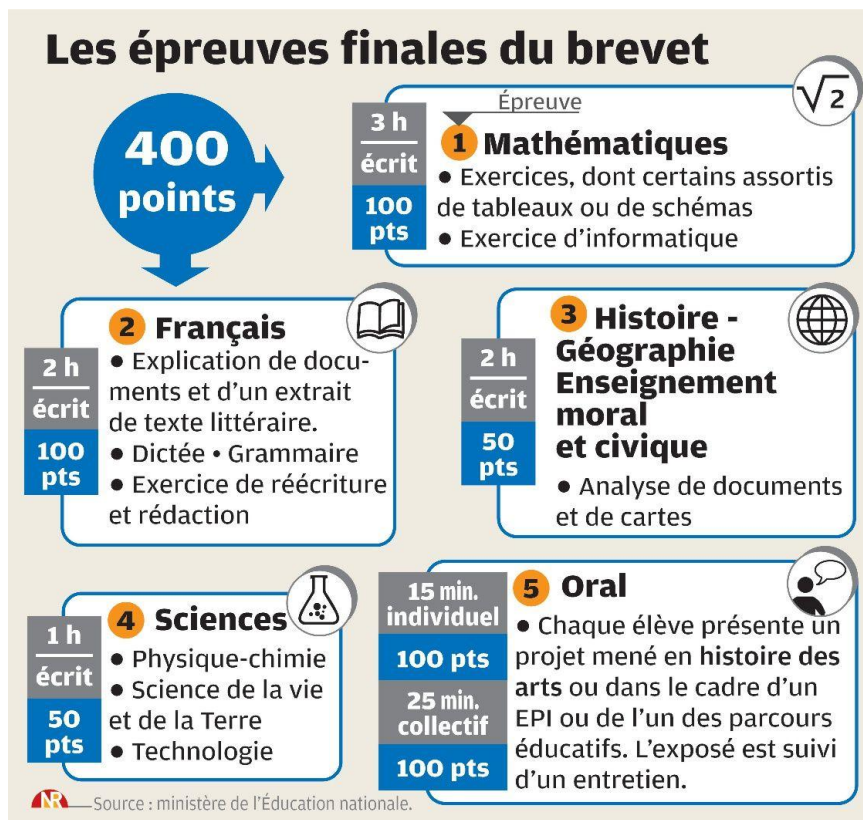 Les épreuves finales du brevet
400
points
Épreuve
3 h
écrit
100
pts
1 Mathématiques
• Exercices, dont certains assortis
de tableaux ou de schémas
• Exercice d'informatique
√2
2 h
écrit
100
pts
2 Français
• Explication de docu-
ments et d'un extrait
de texte littéraire.
• Dictée • Grammaire
• Exercice de réécriture
et rédaction
2 h
écrit
50
pts
3 Histoire -
Géographie
Enseignement
moral
et civique
• Analyse de documents
et de cartes
1 h
écrit
50
pts
4 Sciences
• Physique-chimie
• Science de la vie
et de la Terre
• Technologie
15 min.
individuel
100 pts
25 min.
collectif
100 pts
5 Oral
• Chaque élève présente un
projet mené en histoire des
arts ou dans le cadre d'un
EPI ou de l'un des parcours
éducatifs. L'exposé est suivi
d'un entretien.
NR Source : ministère de l'Éducation nationale.